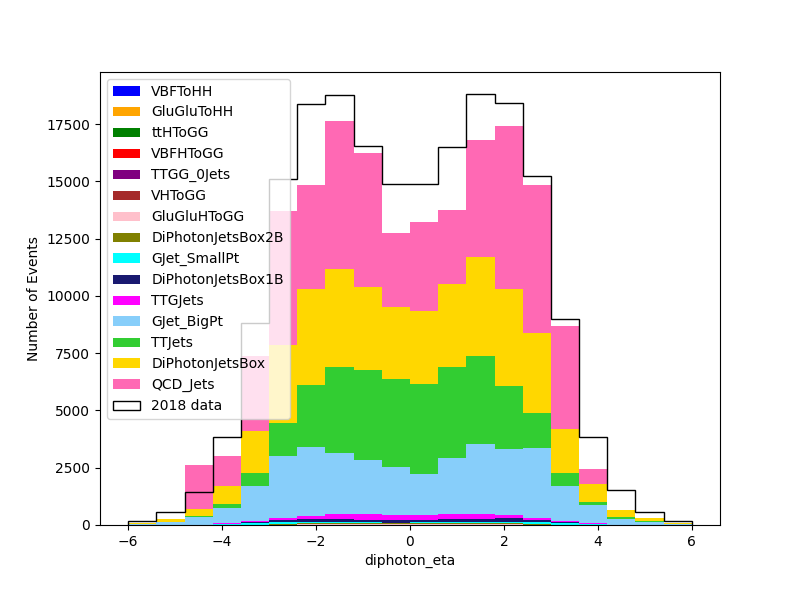 VBFToHH
GluGluToHH
ttHToGG
VBFHToGG
TTGG_0Jets
VHToGG
GluGluHToGG
DiPhotonJetsBox2B
GJet_SmallPt
DiPhotonJetsBox1B
TTGJets
GJet_BigPt
TTJets
DiPhotonJetsBox
QCD_Jets
2018 data
Number of Events
17500
15000
12500
10000
7500
5000
2500
0
−6 −4 −2 0 2 4 6
diphoton_eta